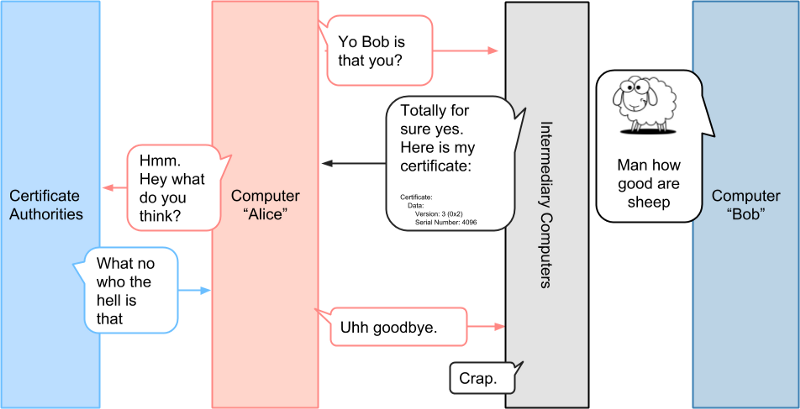 Yo Bob is
that you?
Totally for
sure yes.
Here is my
certificate:
Certificate:
Data:
Version: 3 (0x2)
Serial Number: 4096
Man how
good are
sheep
Hmm.
Hey what
do you
think?
Certificate
Authorities
Computer
“Alice”
Intermediary Computers
Computer
“Bob”
What no
who the
hell is
that
Uhh goodbye.
Crap.